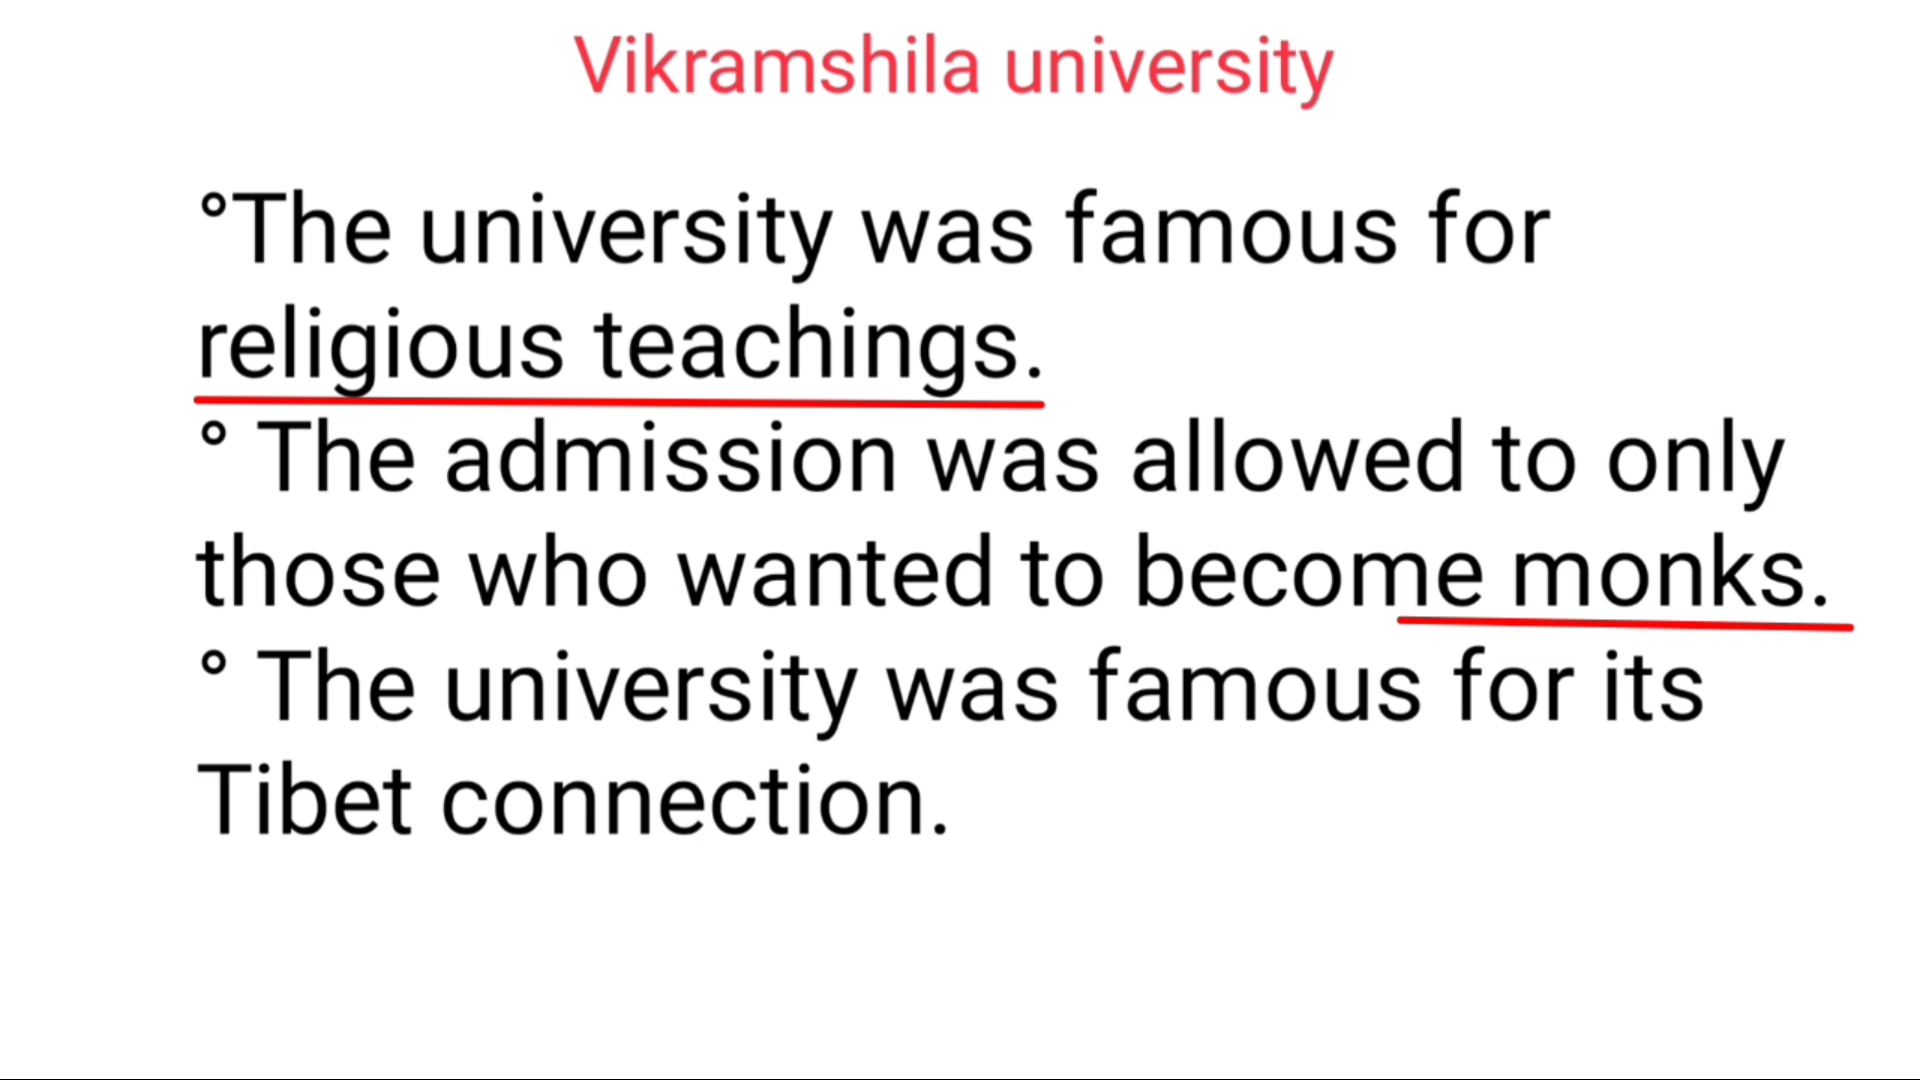 Vikramshila university
°The university was famous for
religious teachings.
° The admission was allowed to only
those who wanted to become monks.
° The university was famous for its
Tibet connection.